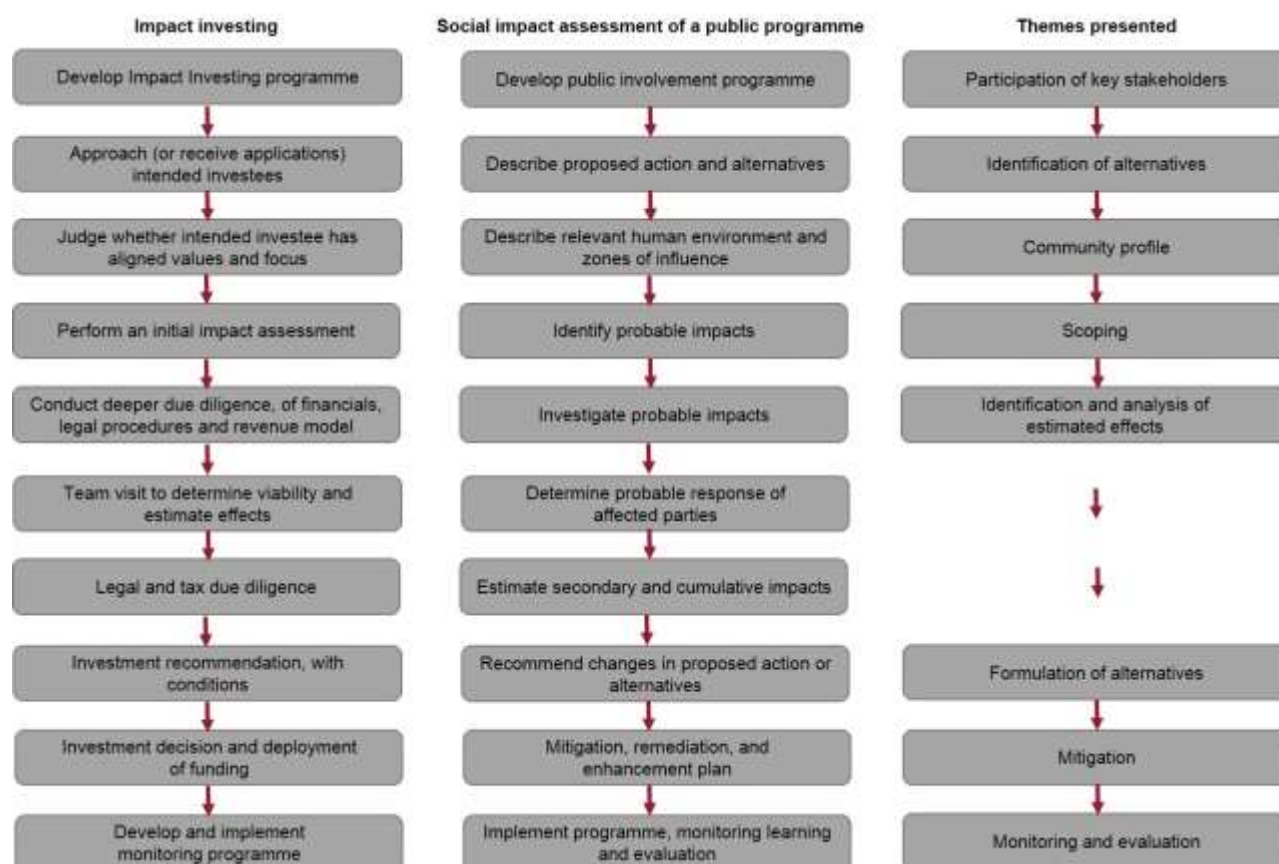 Impact investing
Develop Impact Investing programme
Approach (or receive applications)
intended investees
Judge whether intended investee has
aligned values and focus
Perform an initial impact assessment
Conduct deeper due diligence, of financials,
legal procedures and revenue model
Team visit to determine viability and
estimate effects
Legal and tax due diligence
Investment recommendation, with
conditions
Investment decision and deployment
of funding
Develop and implement
monitoring programme
Social impact assessment of a public programme
Develop public involvement programme
Describe proposed action and alternatives
Describe relevant human environment and
zones of influence
Identify probable impacts
Investigate probable impacts
Determine probable response of
affected parties
Estimate secondary and cumulative impacts
Recommend changes in proposed action or
alternatives
Mitigation, remediation, and
enhancement plan
Implement programme, monitoring learning
and evaluation
Themes presented
Participation of key stakeholders
Identification of alternatives
Community profile
Scoping
Identification and analysis of
estimated effects
Formulation of alternatives
Mitigation
Monitoring and evaluation